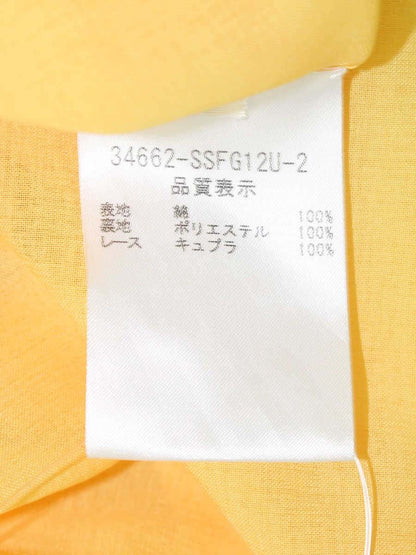 34662-SSFG12U-2
品質表示
表地 綿 100%
裏地 ポリエステル 100%
レース キュプラ 100%